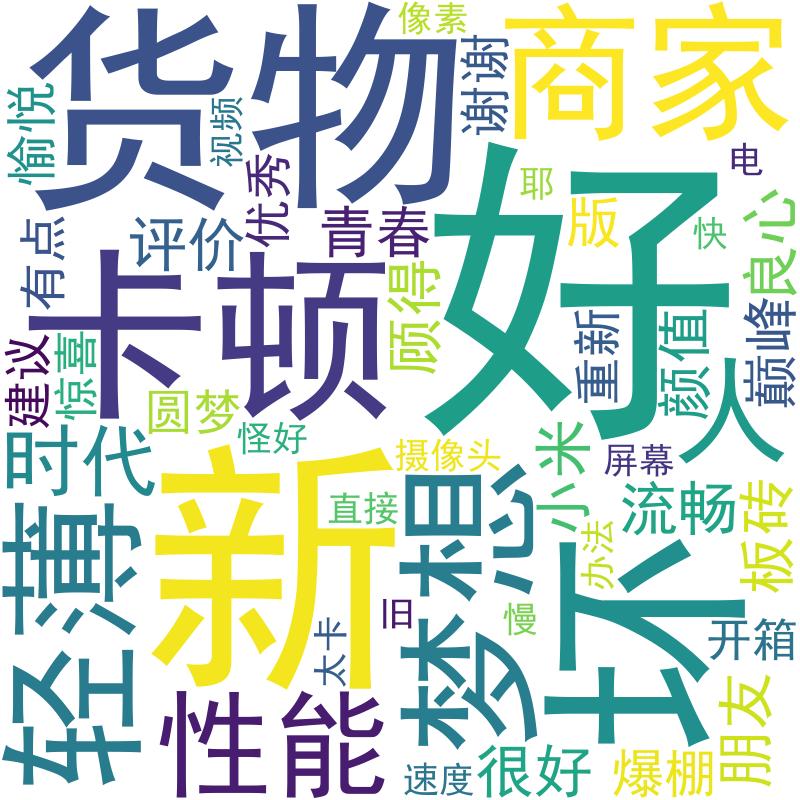 像素
货物
商家
谢谢
愉悦
视频
优秀
电
耶
好
版
快
良心
有点
评价
青春
卡顿
顾得
重新
颜值
巅峰
建议
惊喜
人
圆梦
怪好
时代
摄像头
小米
屏幕
新
梦想
流畅
板砖
直接
轻薄
办法
坏
旧
慢
太卡
开箱
性能
朋友
速度
很好
爆棚